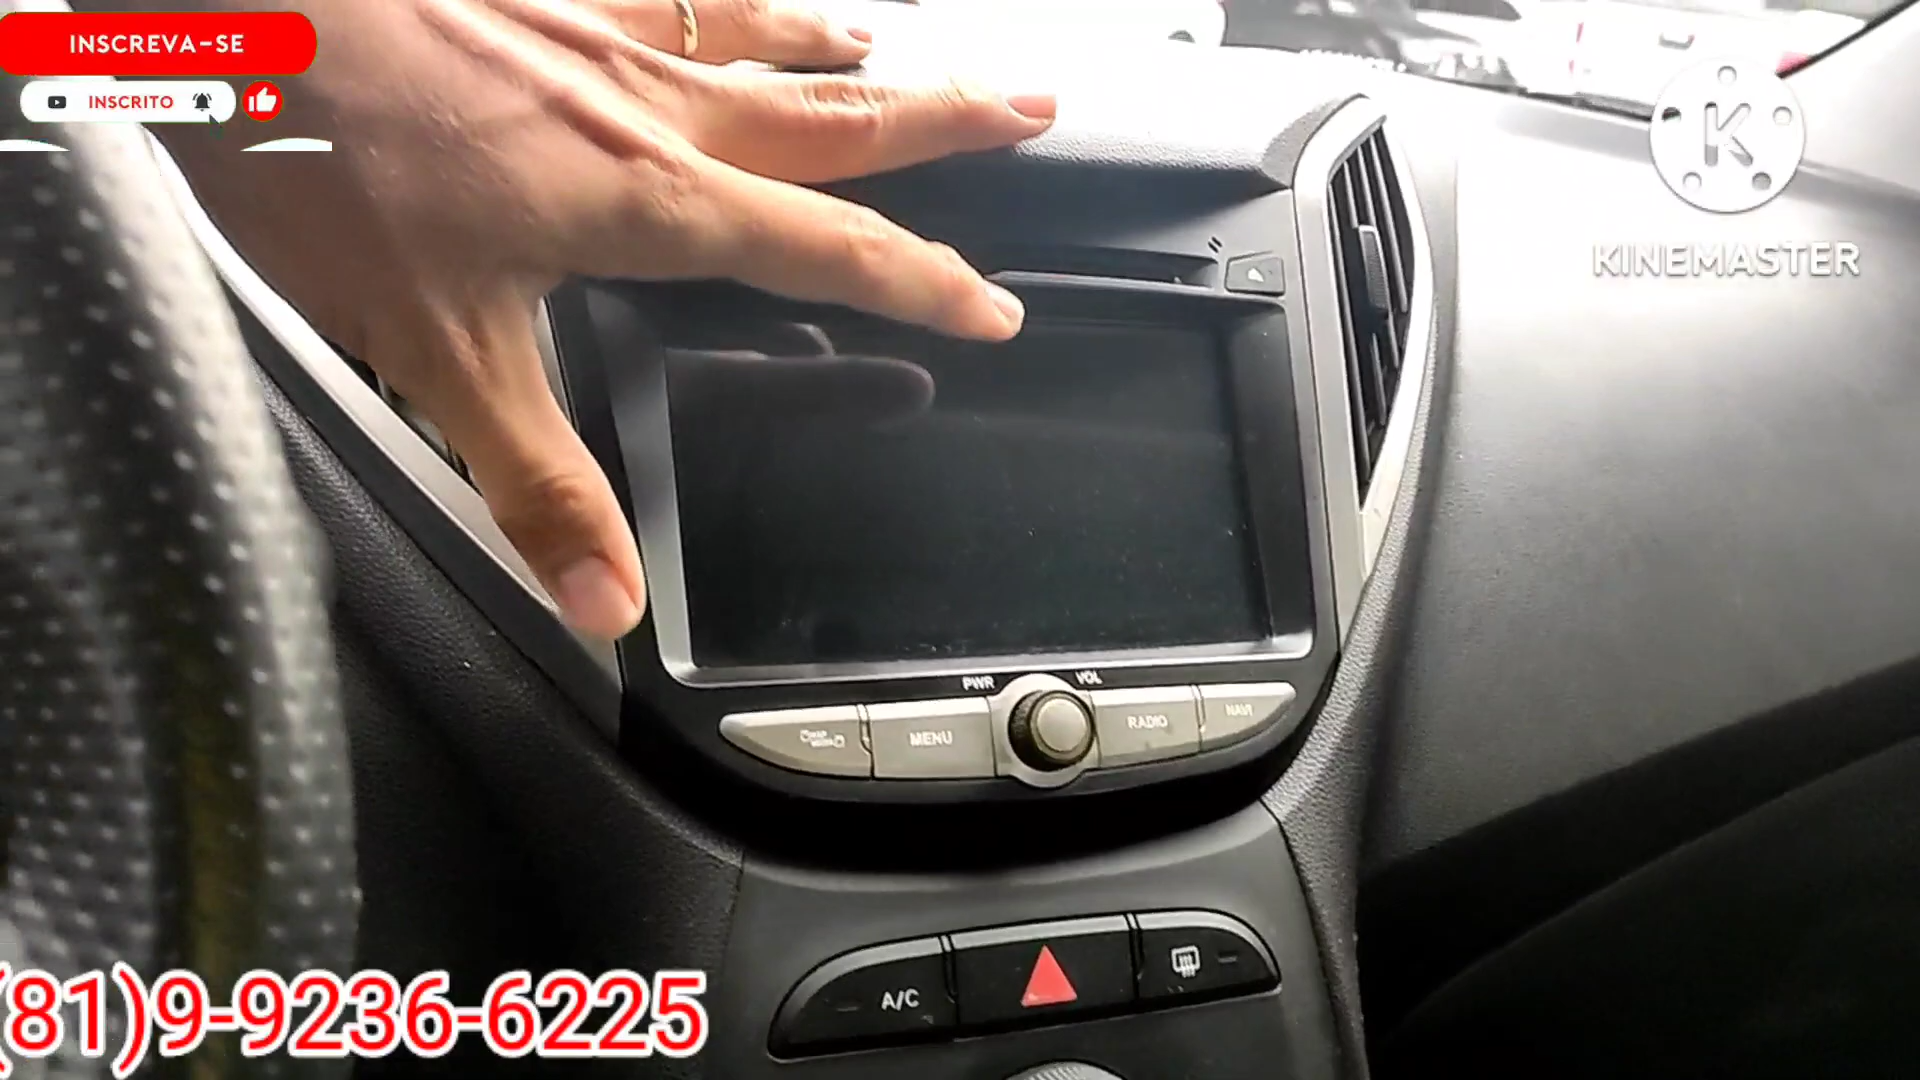 INSCREVA-SE
INSCRITO
K
KINEMASTER
PWR
VOL
MENU
RADIO
NAVI
A/C
(81)9-9236-6225